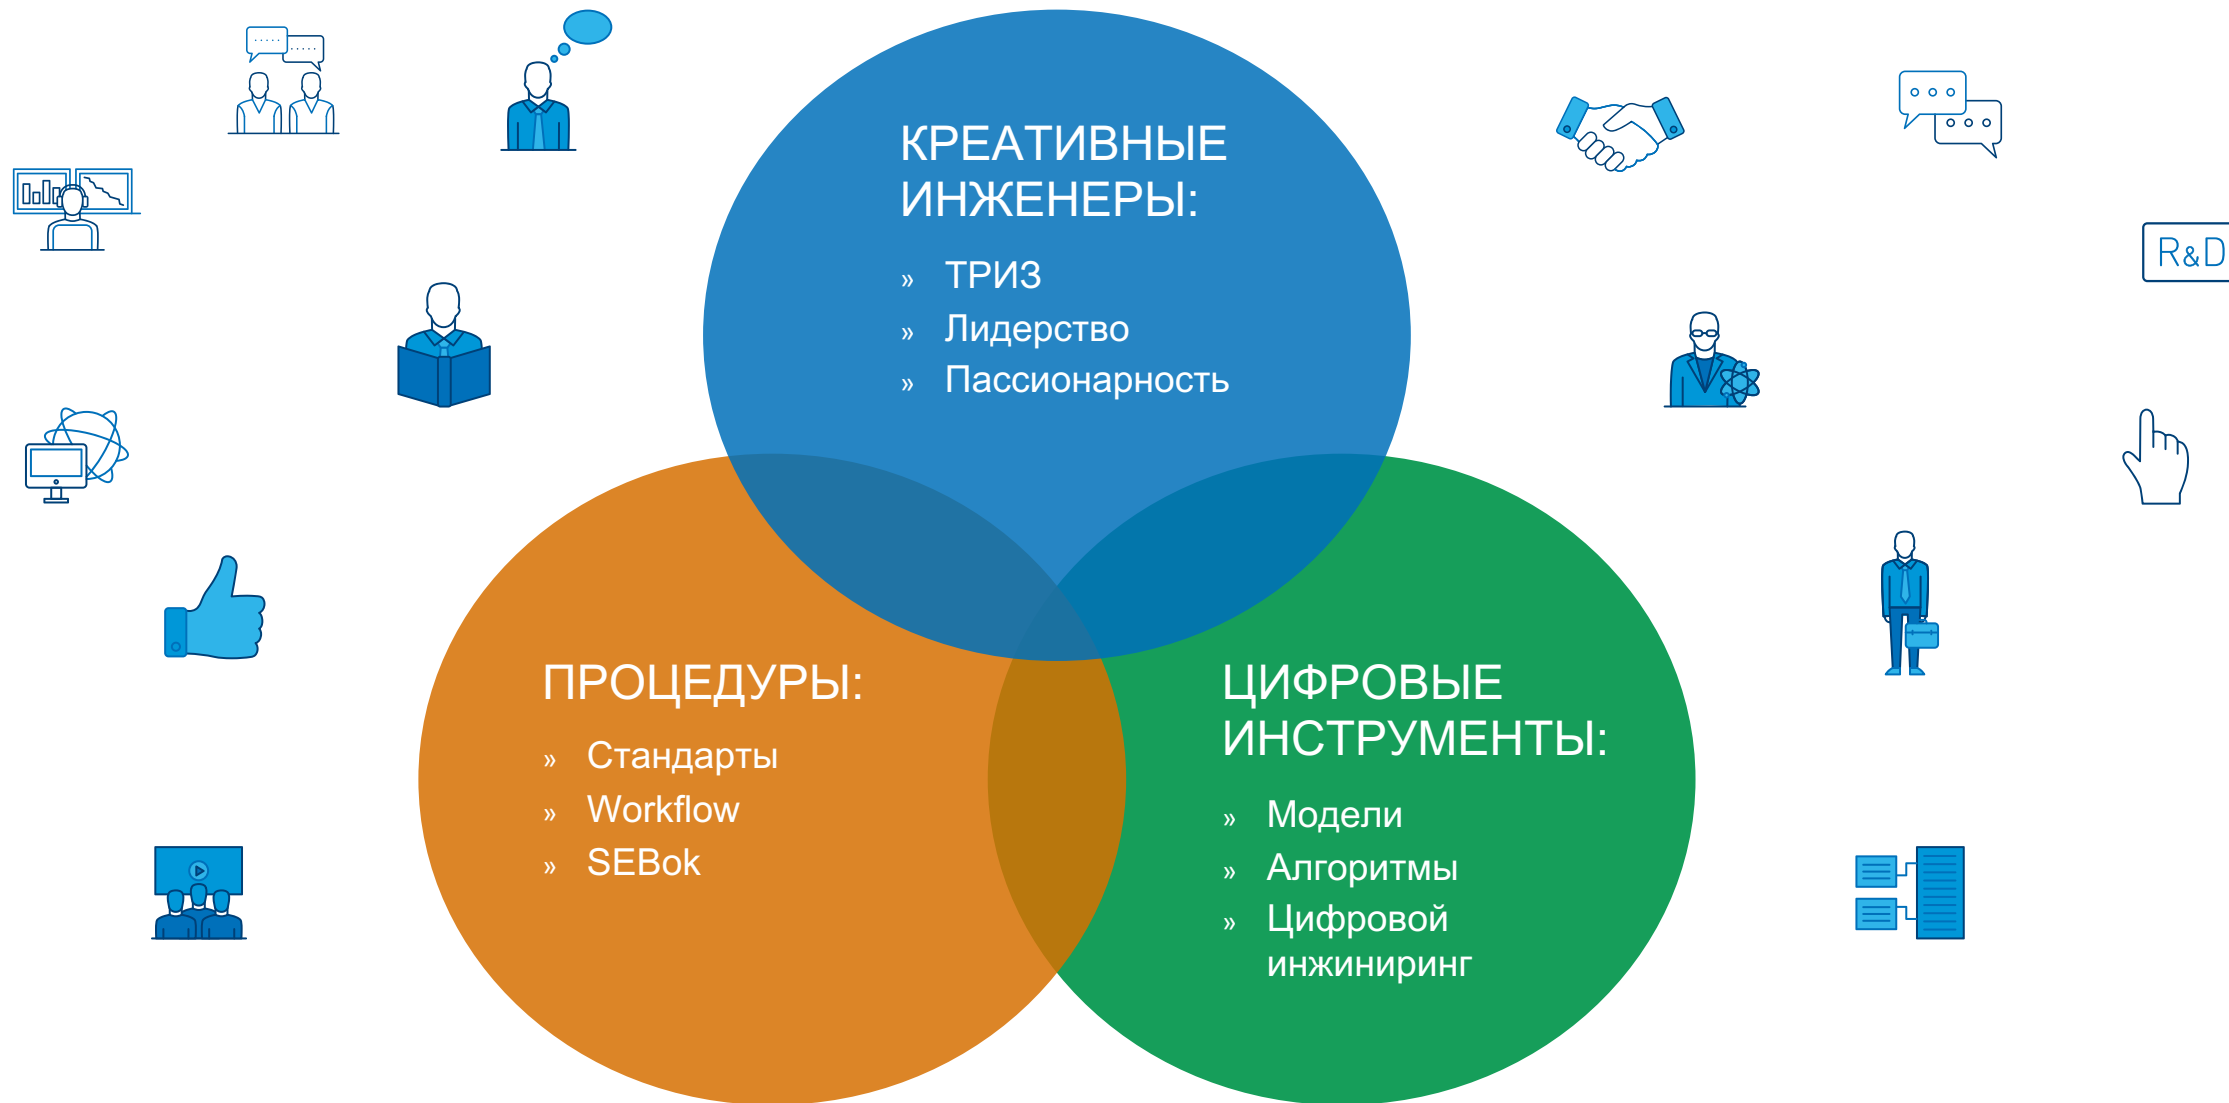 КРЕАТИВНЫЕ
ИНЖЕНЕРЫ:
» ТРИЗ
» Лидерство
» Пассионарность
R&D
ПРОЦЕДУРЫ:
» Стандарты
» Workflow
» SEBok
ЦИФРОВЫЕ
ИНСТРУМЕНТЫ:
» Модели
» Алгоритмы
» Цифровой
инжиниринг